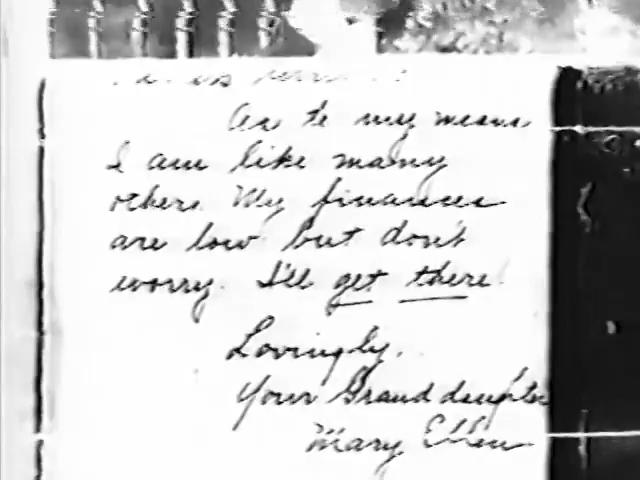 As to my means
I am like many
others. My finances
are low but don't
worry. I'll get there
Lovingly,
Your Granddaughter
Mary Ellen